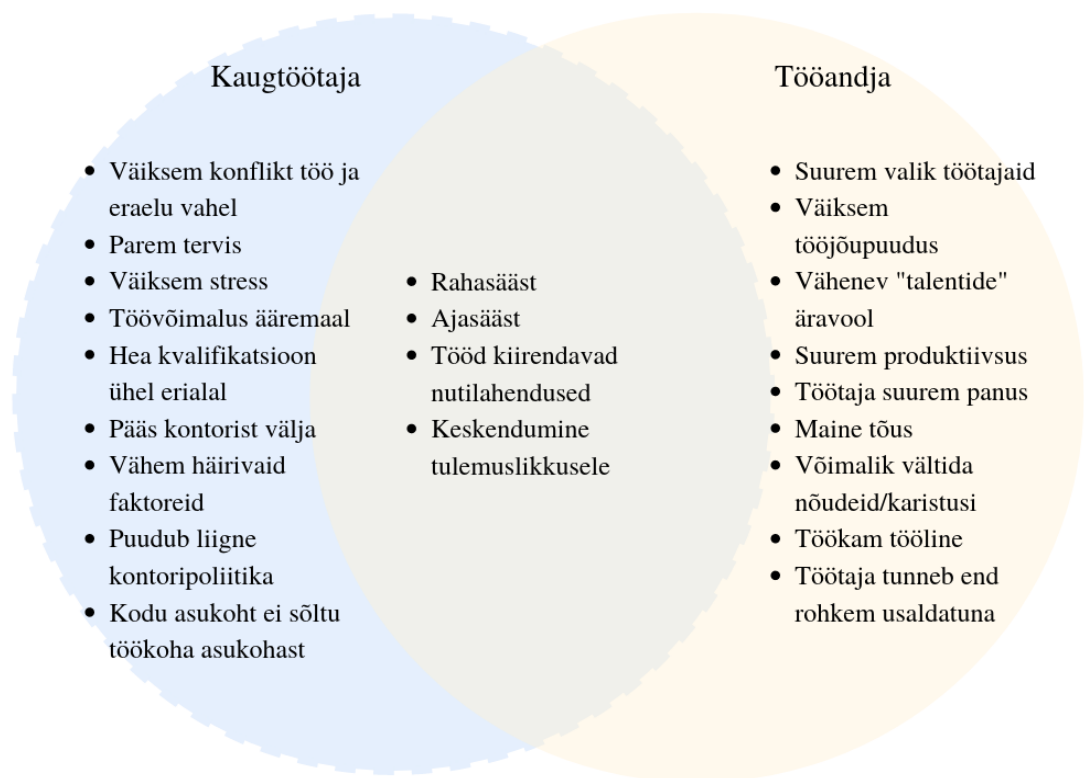 Kaugtöötaja
• Väiksem konflikt töö ja
eraelu vahel
• Parem tervis
• Väiksem stress
• Töövõimalus ääremaal
• Hea kvalifikatsioon
ühel erialal
• Pääs kontorist välja
• Vähem häirivaid
faktoreid
• Puudub liigne
kontoripoliitika
• Kodu asukoht ei sõltu
töökoha asukohast
• Rahasääst
• Ajasääst
• Tööd kiirendavad
nutilahendused
• Keskendumine
tulemuslikkusele
Tööandja
• Suurem valik töötajaid
• Väiksem
tööjõupuudus
• Vähenev "talentide"
äravool
• Suurem produktiivsus
• Töötaja suurem panus
• Maine tõus
• Võimalik vältida
nõudeid/karistusi
• Töökam tööline
• Töötaja tunneb end
rohkem usaldatuna